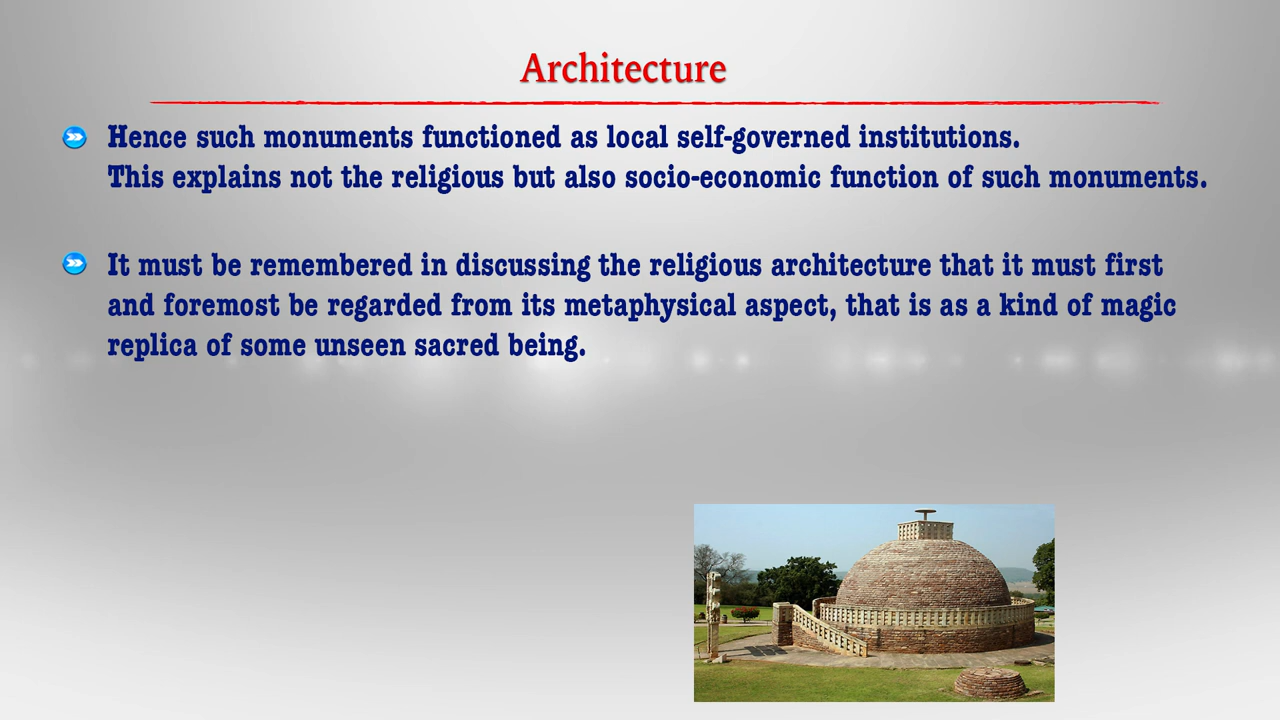 Architecture
Hence such monuments functioned as local self-governed institutions.
This explains not the religious but also socio-economic function of such monuments.
It must be remembered in discussing the religious architecture that it must first
and foremost be regarded from its metaphysical aspect, that is as a kind of magic
replica of some unseen sacred being.